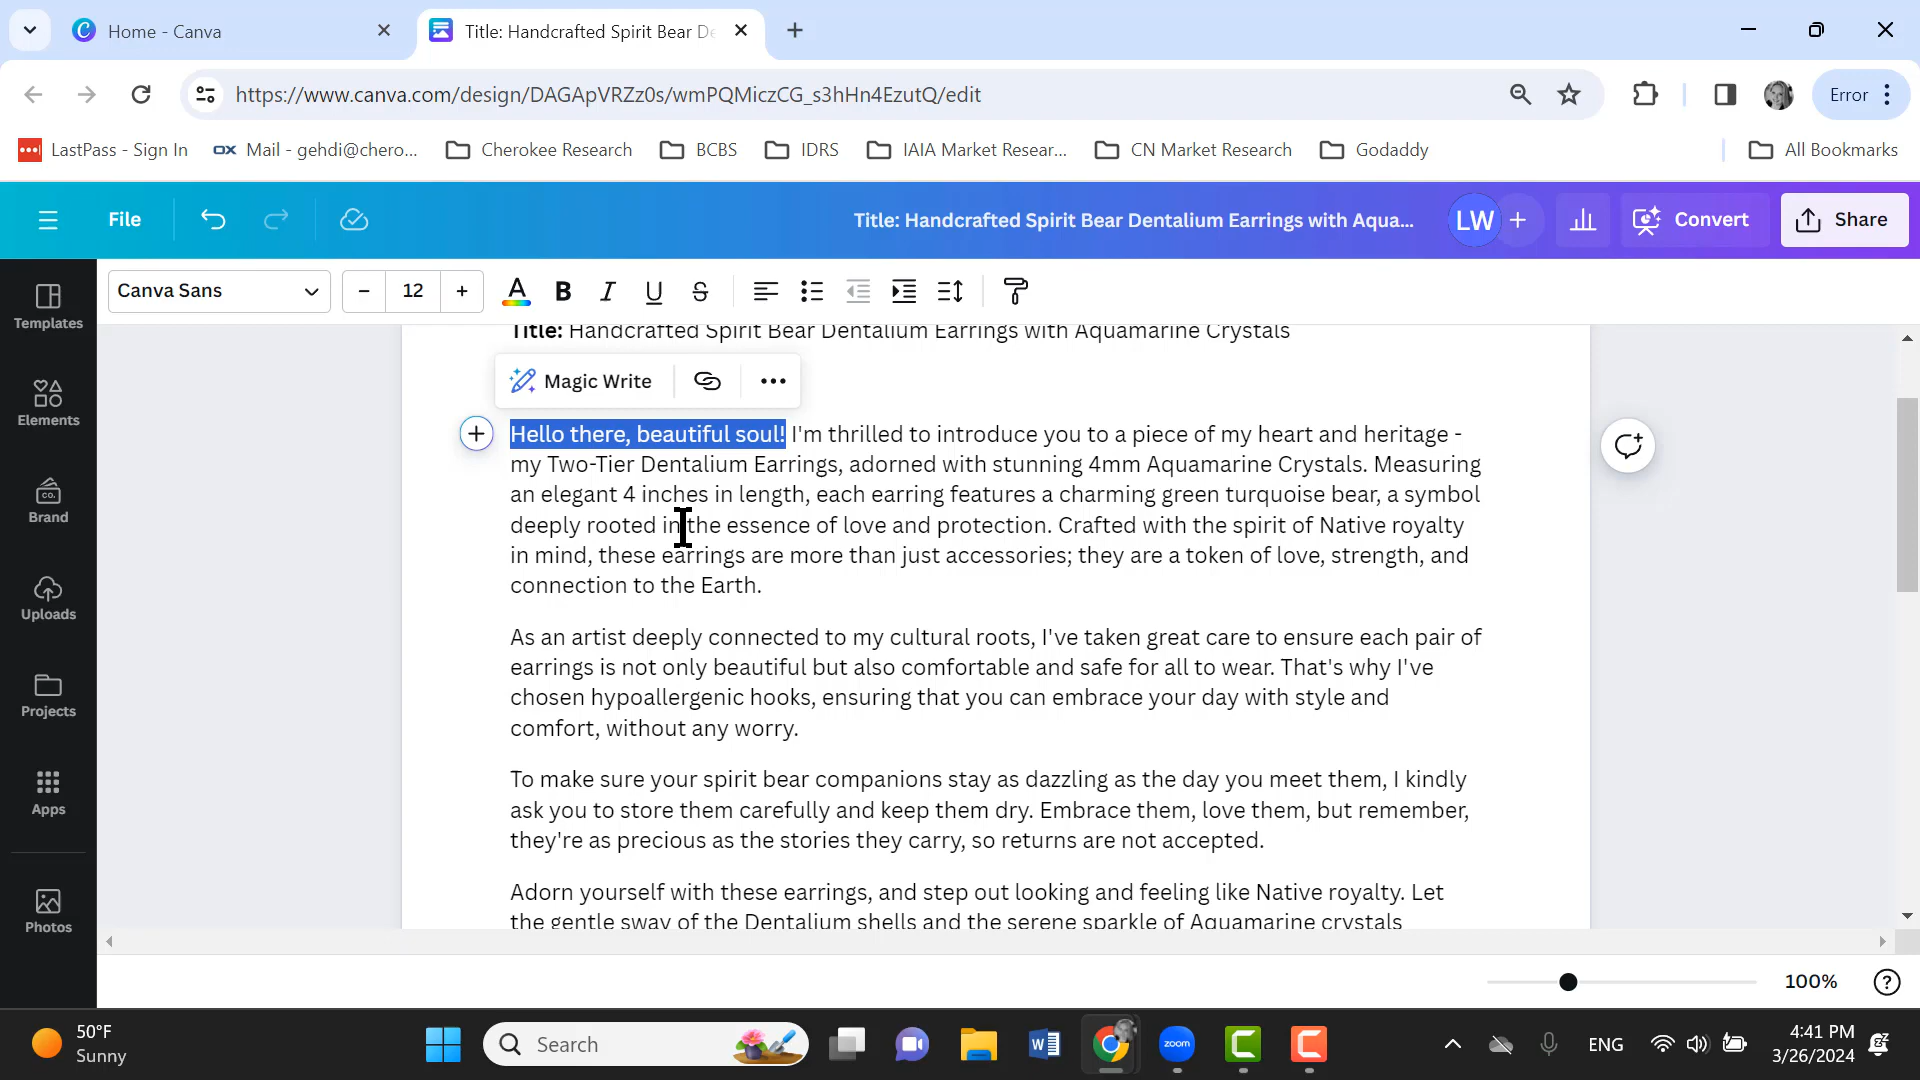 Home - Canva
Title: Handcrafted Spirit Bear De
https://www.canva.com/design/DAGApVRZz0s/wmPQMiczCG_s3hHn4EzutQ/edit
Error
LastPass - Sign In
Mail - gehdi@chero...
Cherokee Research
BCBS
IDRS
IAIA Market Resear...
CN Market Research
Godaddy
All Bookmarks
File
Title: Handcrafted Spirit Bear Dentalium Earrings with Aqua...
LW
Convert
Share
Canva Sans
12
Templates
Elements
Brand
Uploads
Projects
Apps
Photos
Title: Handcrafted Spirit Bear Dentalium Earrings with Aquamarine Crystals
Magic Write
Hello there, beautiful soul! I'm thrilled to introduce you to a piece of my heart and heritage -
my Two-Tier Dentalium Earrings, adorned with stunning 4mm Aquamarine Crystals. Measuring
an elegant 4 inches in length, each earring features a charming green turquoise bear, a symbol
deeply rooted in the essence of love and protection. Crafted with the spirit of Native royalty
in mind, these earrings are more than just accessories; they are a token of love, strength, and
connection to the Earth.
As an artist deeply connected to my cultural roots, I've taken great care to ensure each pair of
earrings is not only beautiful but also comfortable and safe for all to wear. That's why I've
chosen hypoallergenic hooks, ensuring that you can embrace your day with style and
comfort, without any worry.
To make sure your spirit bear companions stay as dazzling as the day you meet them, I kindly
ask you to store them carefully and keep them dry. Embrace them, love them, but remember,
they're as precious as the stories they carry, so returns are not accepted.
Adorn yourself with these earrings, and step out looking and feeling like Native royalty. Let
the gentle sway of the Dentalium shells and the serene sparkle of Aquamarine crystals
100%
50°F
Sunny
Search
zoom
ENG
4:41 PM
3/26/2024